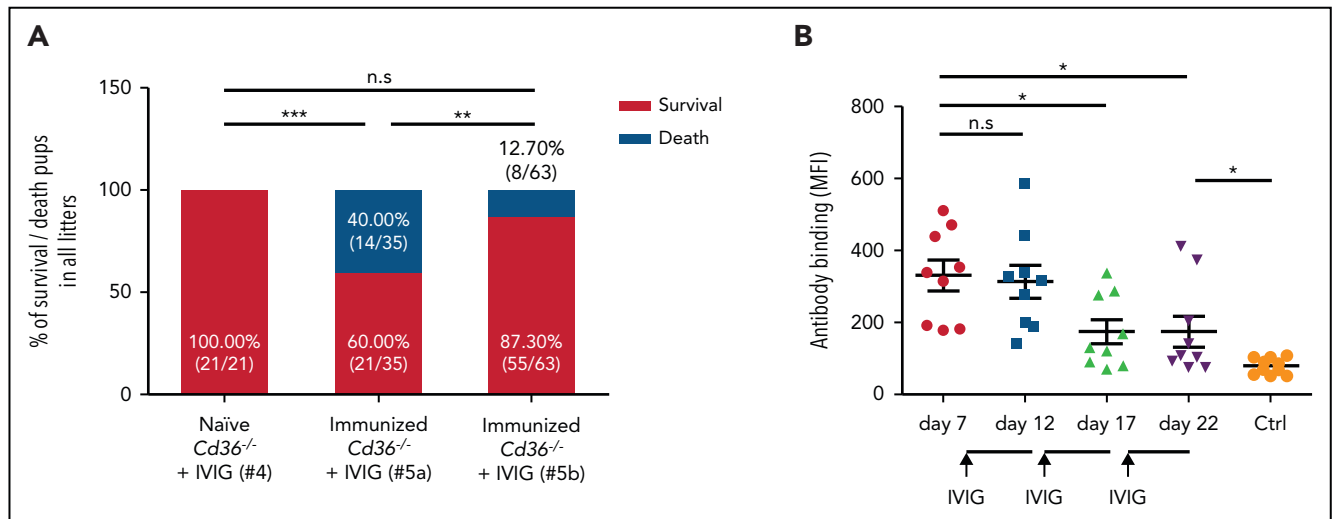 A
% of survival / death pups
in all litters
150
100
50
0
n.s
***
**
Survival
Death
12.70%
(8/63)
40.00%
(14/35)
100.00%
(21/21)
60.00%
(21/35)
87.30%
(55/63)
Naïve
Cd36-/-
+ IVIG (#4)
Immunized
Cd36-/-
+ IVIG (#5a)
Immunized
Cd36-/-
+ IVIG (#5b)
B
Antibody binding (MFI)
800
600
400
200
0
*
*
n.s
*
day 7
day 12
day 17
day 22
Ctrl
IVIG
IVIG
IVIG